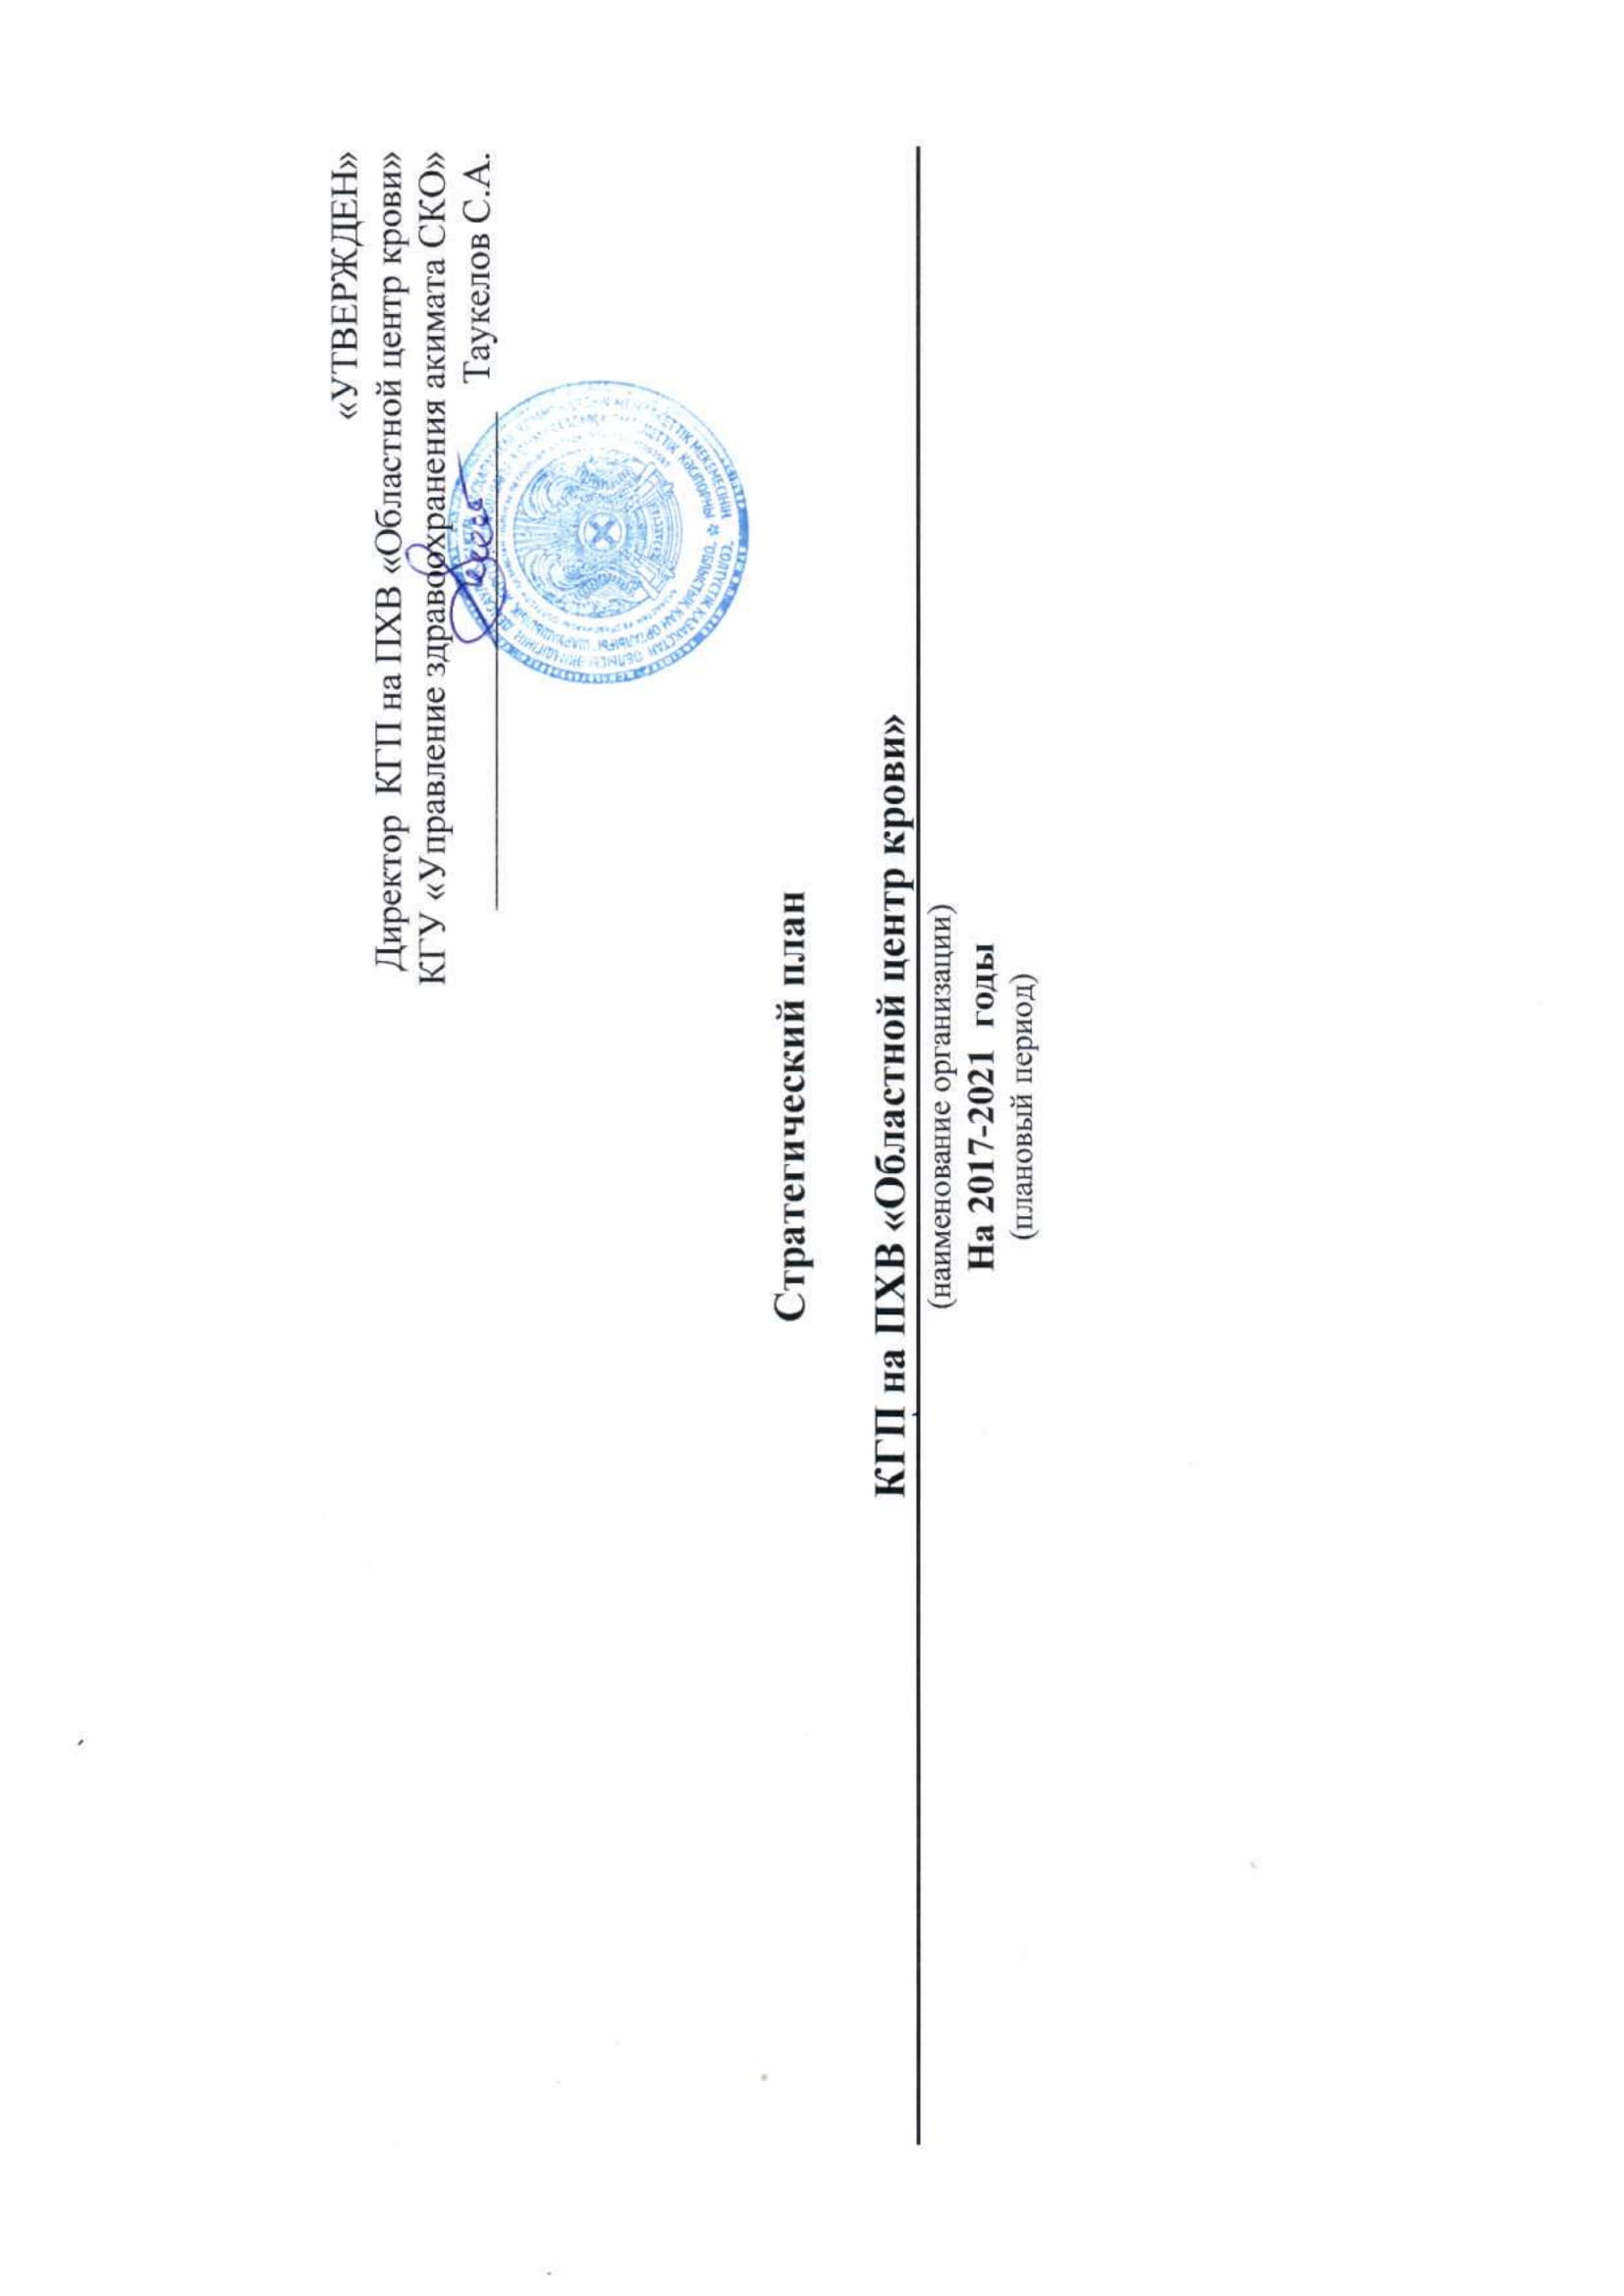 «УТВЕРЖДЕН»
Директор КГП на ПХВ «Областной центр крови»
КГУ «Управление здравоохранения акимата СКО»
Таукелов С.А.
Стратегический план
КГП на ПХВ «Областной центр крови»
(наименование организации)
На 2017-2021 годы
(плановый период)